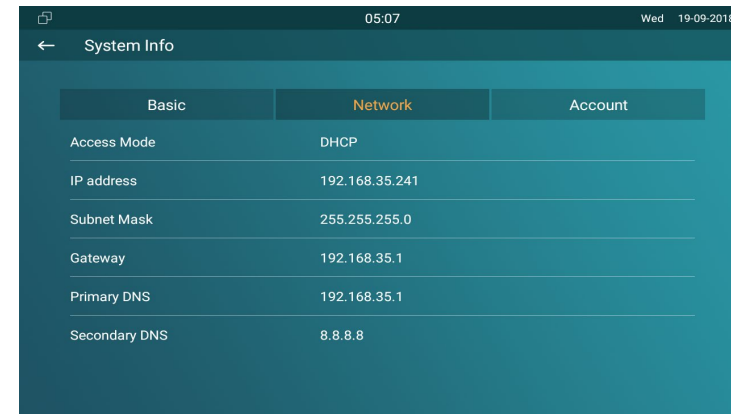 05:07 Wed 19-09-2018
System Info
Basic Network Account
Access Mode DHCP
IP address 192.168.35.241
Subnet Mask 255.255.255.0
Gateway 192.168.35.1
Primary DNS 192.168.35.1
Secondary DNS 8.8.8.8